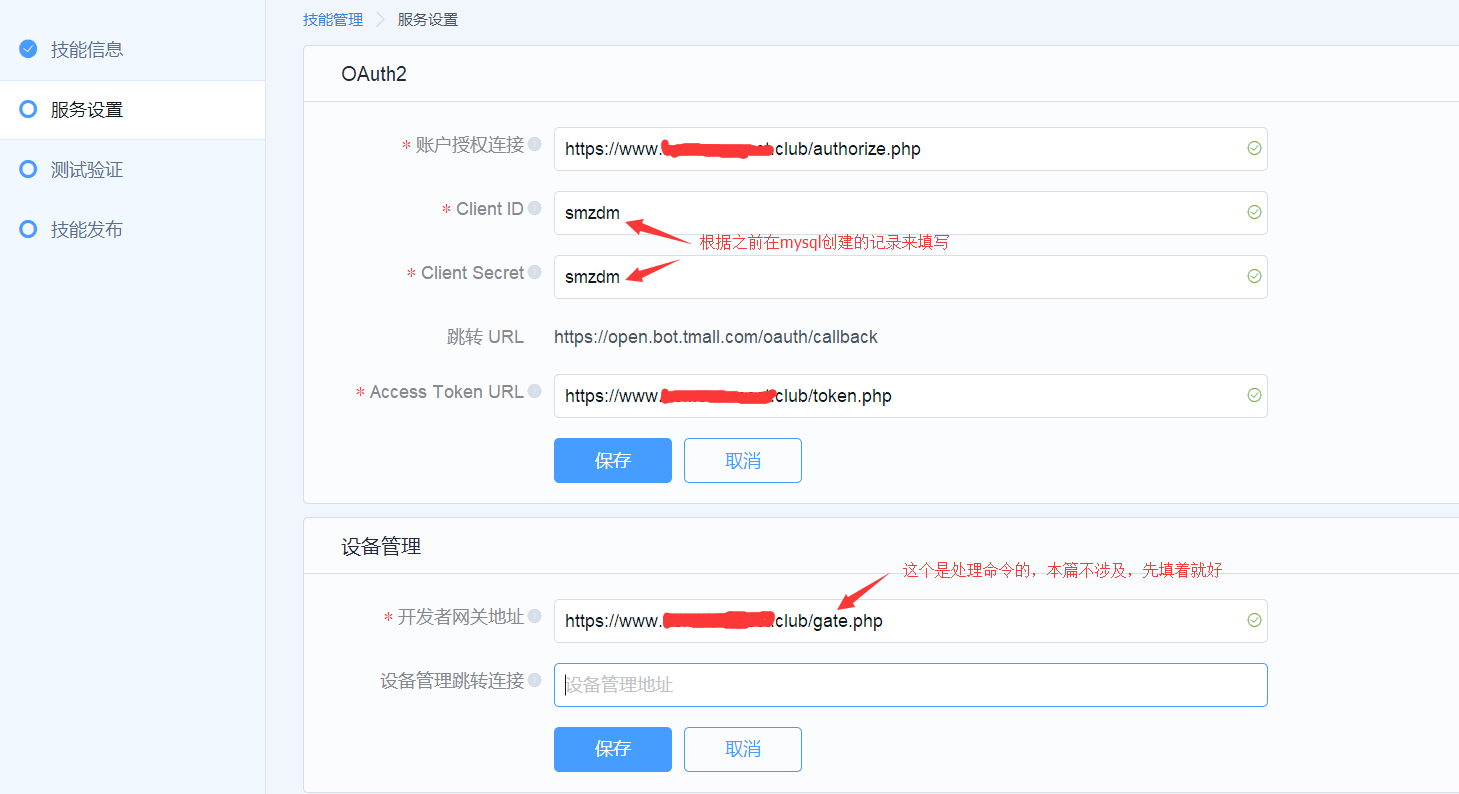 技能管理 服务设置
技能信息
服务设置
测试验证
技能发布
OAuth2
* 账户授权连接 https://www. .club/authorize.php
* Client ID smzdm
根据之前在mysql创建的记录来填写
* Client Secret smzdm
跳转 URL https://open.bot.tmall.com/oauth/callback
* Access Token URL https://www. .club/token.php
保存 取消
设备管理
这个是处理命令的，本篇不涉及，先填着就好
* 开发者网关地址 https://www. .club/gate.php
设备管理跳转连接 设备管理地址
保存 取消